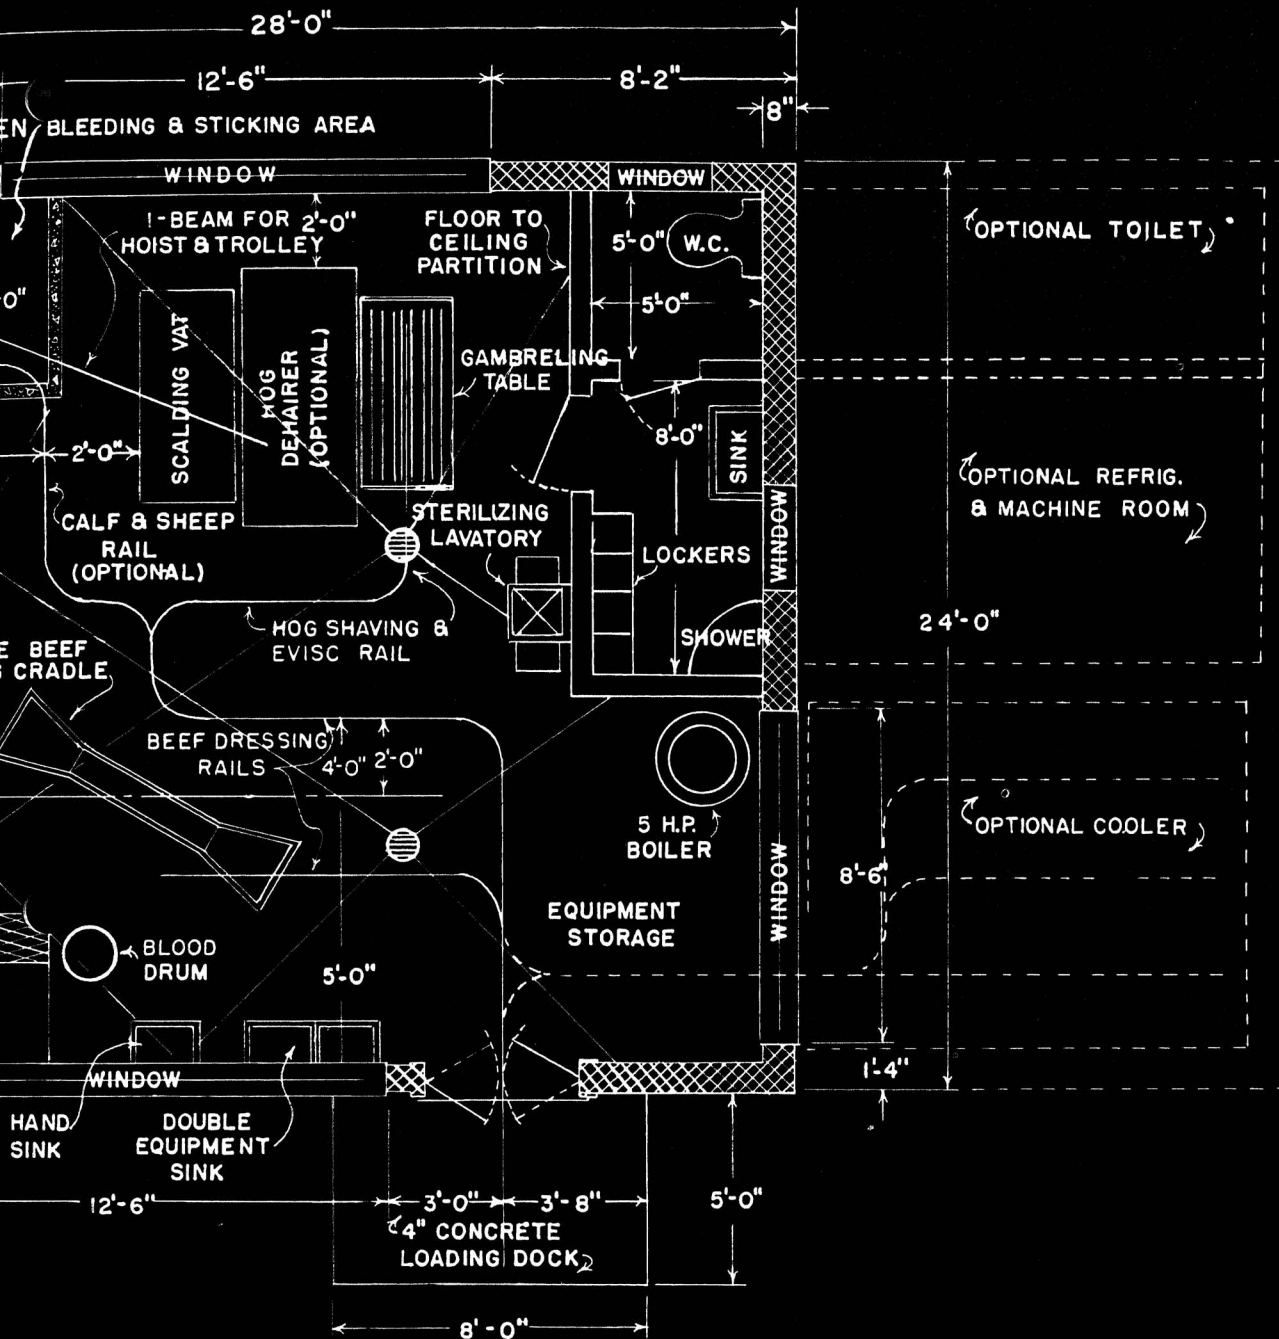 28'-0"
12'-6"
8'-2"
8"
EN BLEEDING & STICKING AREA
WINDOW
WINDOW
I-BEAM FOR
HOIST & TROLLEY
2'-0"
FLOOR TO
CEILING
PARTITION
5'-0"
W.C.
OPTIONAL TOILET
0"
5'-0"
SCALDING VAT
HOG
DEHAIRER
(OPTIONAL)
GAMBRELING
TABLE
2'-0"
8'-0"
SINK
OPTIONAL REFRIG.
& MACHINE ROOM
CALF & SHEEP
RAIL
(OPTIONAL)
STERILIZING
LAVATORY
LOCKERS
WINDOW
HOG SHAVING &
EVISC RAIL
SHOWER
24'-0"
E BEEF
G CRADLE
BEEF DRESSING
RAILS
4'-0"
2'-0"
5 H.P.
BOILER
OPTIONAL COOLER
WINDOW
8'-6"
EQUIPMENT
STORAGE
BLOOD
DRUM
5'-0"
WINDOW
1'-4"
HAND
SINK
DOUBLE
EQUIPMENT
SINK
12'-6"
3'-0"
3'-8"
5'-0"
4" CONCRETE
LOADING DOCK
8'-0"